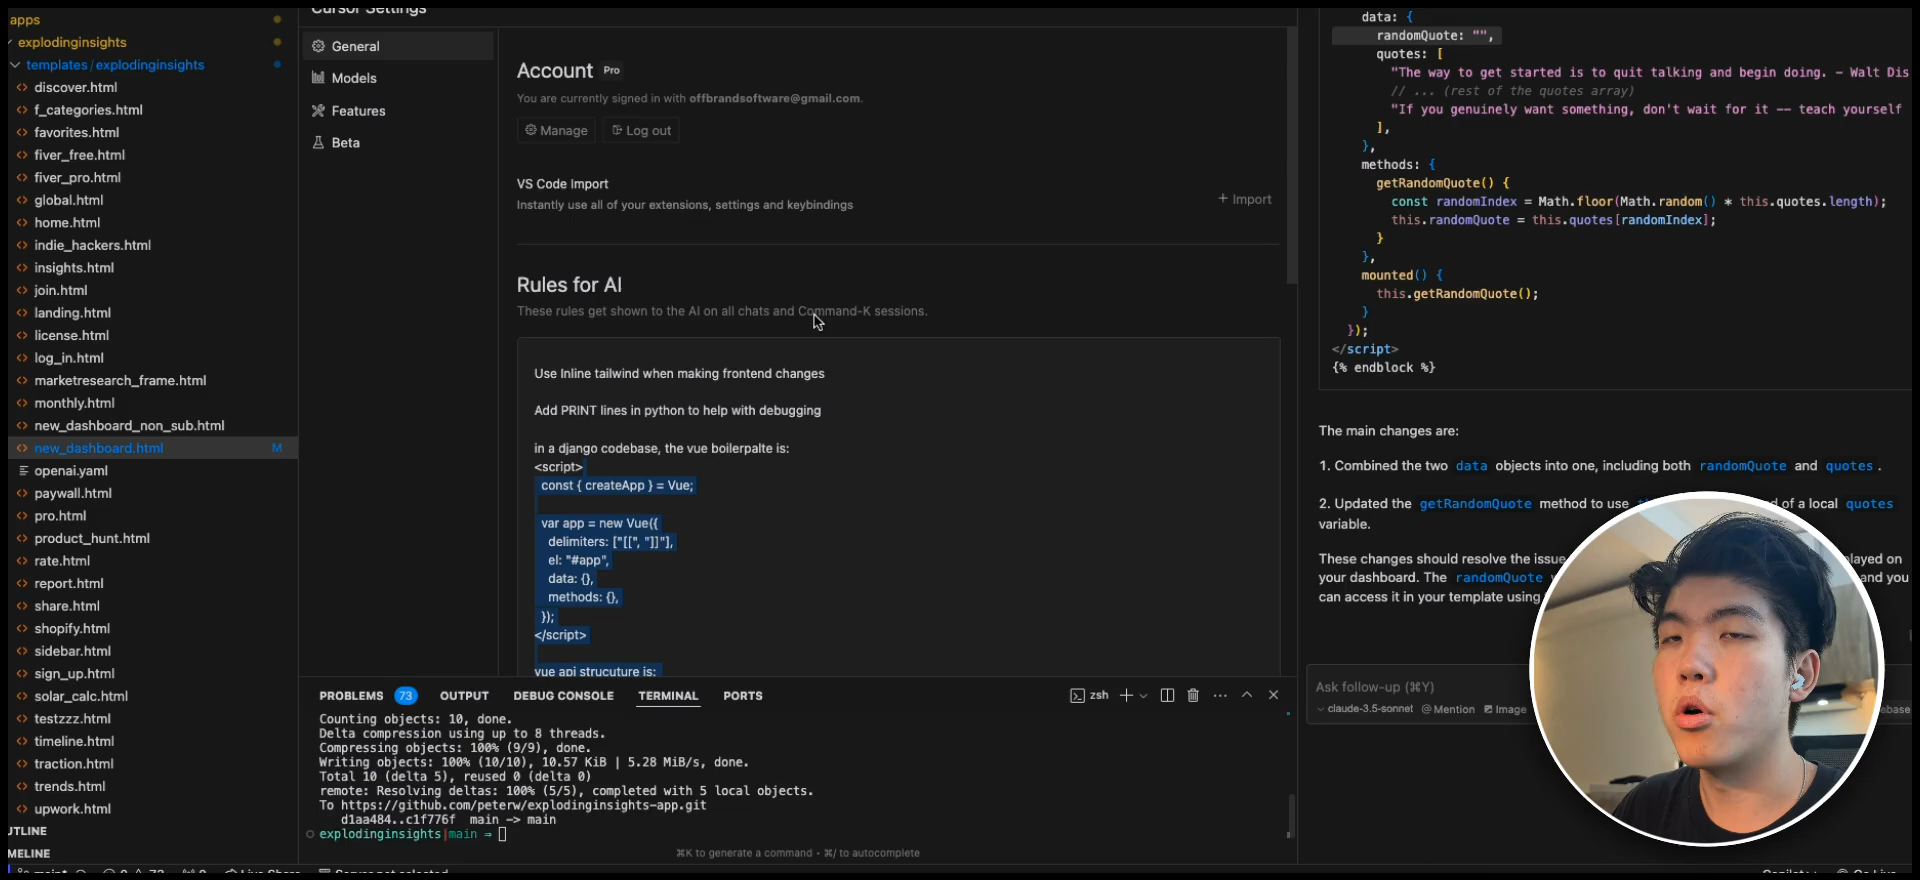 apps
explodinginsights
templates/explodinginsights
discover.html
f_categories.html
favorites.html
fiver_free.html
fiver_pro.html
global.html
home.html
indie_hackers.html
insights.html
join.html
landing.html
license.html
log_in.html
marketresearch_frame.html
monthly.html
new_dashboard_non_sub.html
new_dashboard.html M
openai.yaml
paywall.html
pro.html
product_hunt.html
rate.html
report.html
share.html
shopify.html
sidebar.html
sign_up.html
solar_calc.html
testzzz.html
timeline.html
traction.html
trends.html
upwork.html
UTLINE
MELINE
Cursor Settings
General
Models
Features
Beta
Account Pro
You are currently signed in with offbrandsoftware@gmail.com.
Manage Log out
VS Code Import
Instantly use all of your extensions, settings and keybindings
+ Import
Rules for AI
These rules get shown to the AI on all chats and Command-K sessions.
Use Inline tailwind when making frontend changes
Add PRINT lines in python to help with debugging
in a django codebase, the vue boilerpalte is:
<script>
const { createApp } = Vue;
var app = new Vue({
delimiters: ["[[", "]]"],
el: "#app",
data: {},
methods: {},
});
</script>
vue api strucuture is:
PROBLEMS 73 OUTPUT DEBUG CONSOLE TERMINAL PORTS
zsh
Counting objects: 10, done.
Delta compression using up to 8 threads.
Compressing objects: 100% (9/9), done.
Writing objects: 100% (10/10), 10.57 KiB | 5.28 MiB/s, done.
Total 10 (delta 5), reused 0 (delta 0)
remote: Resolving deltas: 100% (5/5), completed with 5 local objects.
To https://github.com/peterw/explodinginsights-app.git
d1aa484..c1f776f main -> main
explodinginsights|main ⇒
⌘K to generate a command • ⌘/ to autocomplete
data: {
randomQuote: "",
quotes: [
"The way to get started is to quit talking and begin doing. – Walt Dis
// ... (rest of the quotes array)
"If you genuinely want something, don't wait for it –– teach yourself
],
},
methods: {
getRandomQuote() {
const randomIndex = Math.floor(Math.random() * this.quotes.length);
this.randomQuote = this.quotes[randomIndex];
}
},
mounted() {
this.getRandomQuote();
}
});
</script>
{% endblock %}
The main changes are:
1. Combined the two data objects into one, including both randomQuote and quotes .
2. Updated the getRandomQuote method to use of a local quotes
variable.
These changes should resolve the issue layed on
your dashboard. The randomQuote and you
can access it in your template using
Ask follow-up (⌘Y)
claude-3.5-sonnet @ Mention Image ebase